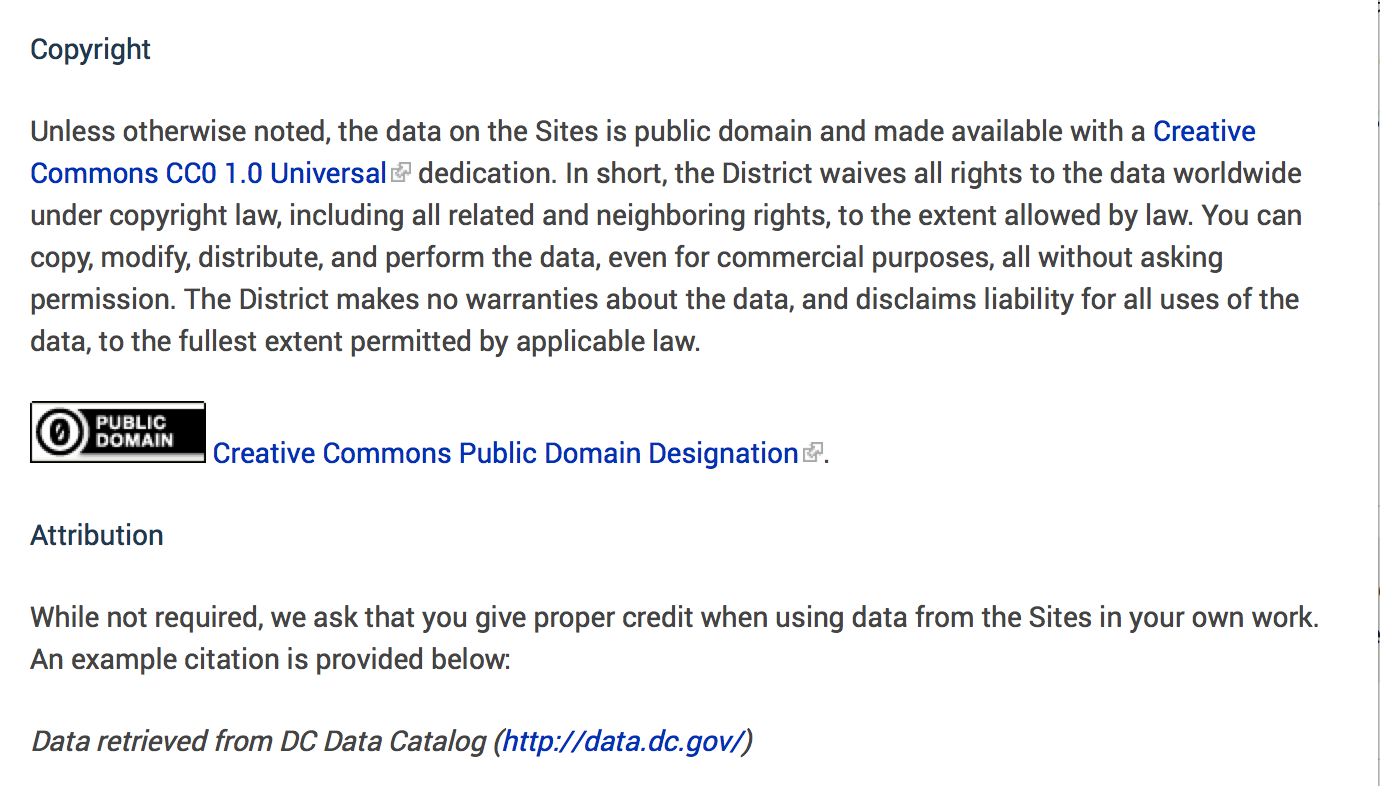 Copyright
Unless otherwise noted, the data on the Sites is public domain and made available with a Creative
Commons CC0 1.0 Universal dedication. In short, the District waives all rights to the data worldwide
under copyright law, including all related and neighboring rights, to the extent allowed by law. You can
copy, modify, distribute, and perform the data, even for commercial purposes, all without asking
permission. The District makes no warranties about the data, and disclaims liability for all uses of the
data, to the fullest extent permitted by applicable law.
PUBLIC
DOMAIN
Creative Commons Public Domain Designation.
Attribution
While not required, we ask that you give proper credit when using data from the Sites in your own work.
An example citation is provided below:
Data retrieved from DC Data Catalog (http://data.dc.gov/)